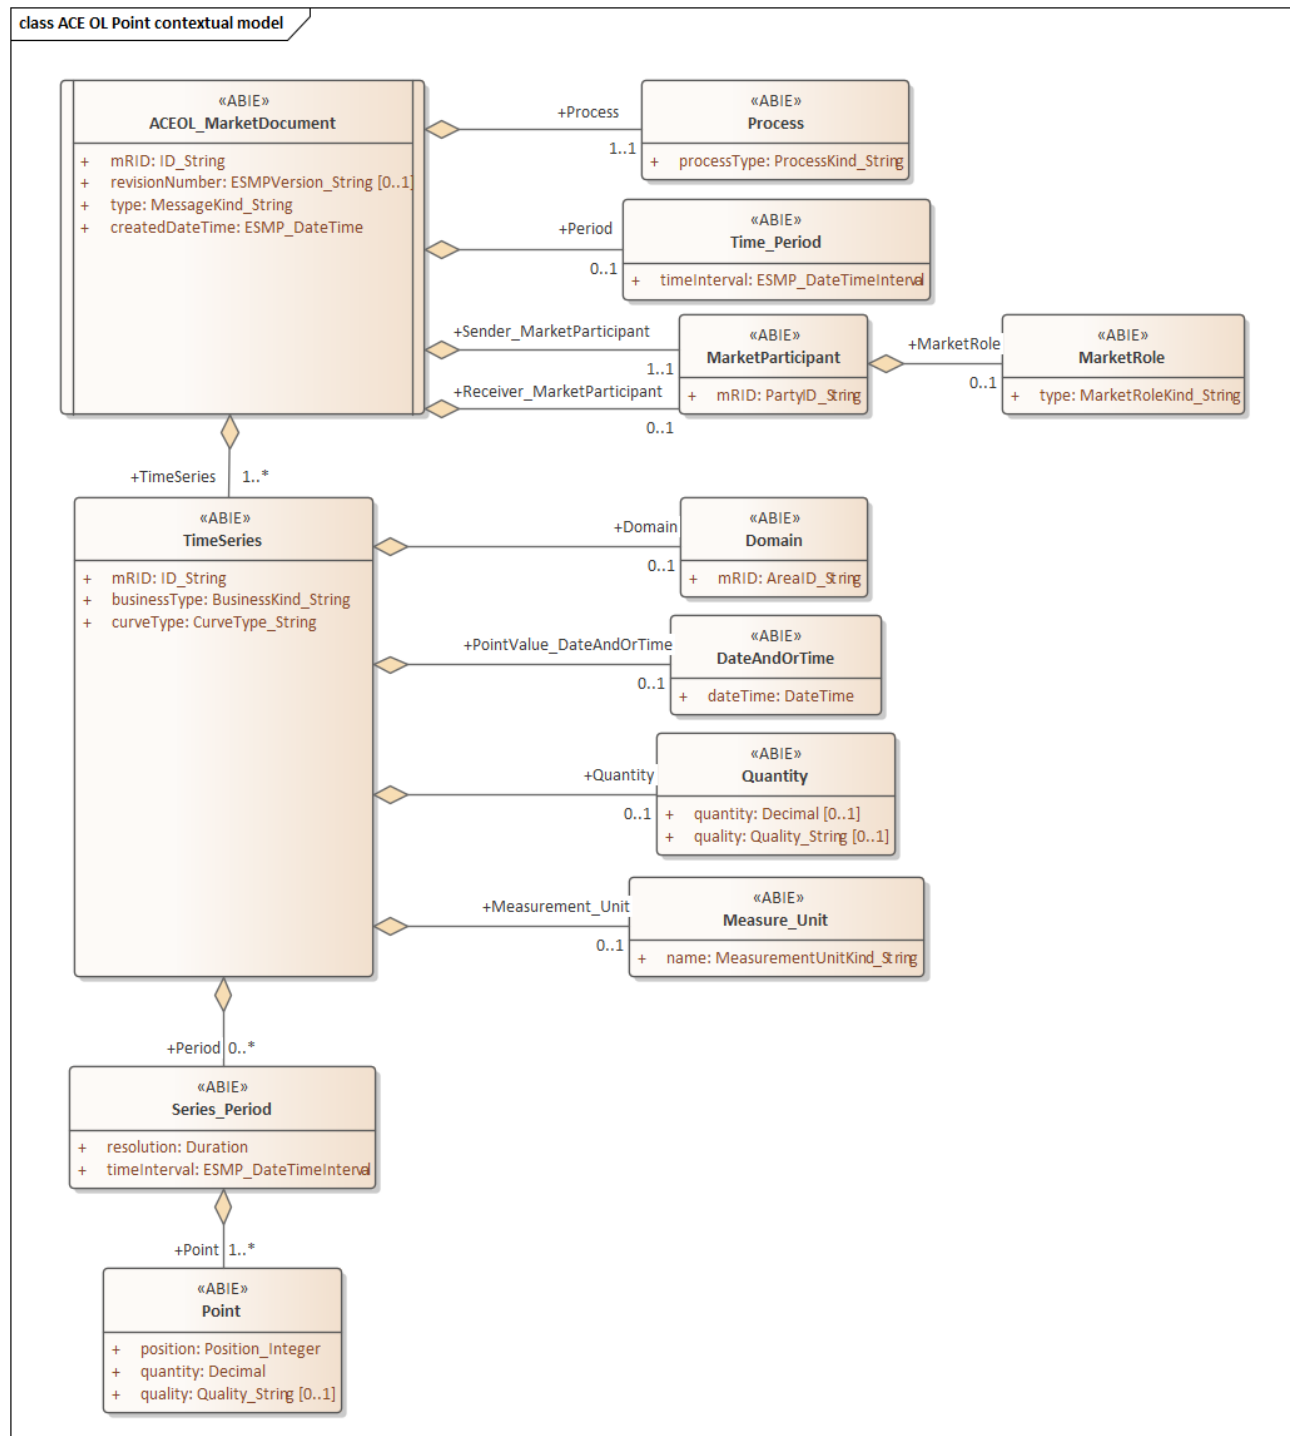 class ACE OL Point contextual model
«ABIE»
ACEOL_MarketDocument
+ mRID: ID_String
+ revisionNumber: ESMPVersion_String [0..1]
+ type: MessageKind_String
+ createdDateTime: ESMP_DateTime
+Process
1..1
«ABIE»
Process
+ processType: ProcessKind_String
+Period
0..1
«ABIE»
Time_Period
+ timeInterval: ESMP_DateTimeInterval
+Sender_MarketParticipant
1..1
+Receiver_MarketParticipant
0..1
«ABIE»
MarketParticipant
+ mRID: PartyID_String
+MarketRole
0..1
«ABIE»
MarketRole
+ type: MarketRoleKind_String
+TimeSeries 1..*
«ABIE»
TimeSeries
+ mRID: ID_String
+ businessType: BusinessKind_String
+ curveType: CurveType_String
+Domain
0..1
«ABIE»
Domain
+ mRID: AreaID_String
+PointValue_DateAndOrTime
0..1
«ABIE»
DateAndOrTime
+ dateTime: DateTime
+Quantity
0..1
«ABIE»
Quantity
+ quantity: Decimal [0..1]
+ quality: Quality_String [0..1]
+Measurement_Unit
0..1
«ABIE»
Measure_Unit
+ name: MeasurementUnitKind_String
+Period 0..*
«ABIE»
Series_Period
+ resolution: Duration
+ timeInterval: ESMP_DateTimeInterval
+Point 1..*
«ABIE»
Point
+ position: Position_Integer
+ quantity: Decimal
+ quality: Quality_String [0..1]